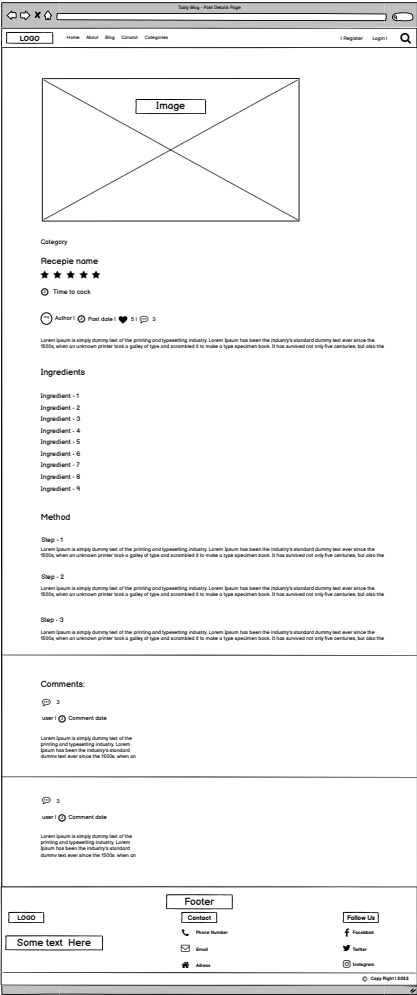 Tasty Blog - Post Details Page
LOGO Home About Blog Conatct Categories | Register Login |
Image
Category
Recepie name
Time to cock
Author | Post date | 5 | 3
Lorem Ipsum is simply dummy text of the printing and typesetting industry. Lorem Ipsum has been the industry's standard dummy text ever since the
1500s, when an unknown printer took a galley of type and scrambled it to make a type specimen book. It has survived not only five centuries, but also the
Ingredients
Ingredient - 1
Ingredient - 2
Ingredient - 3
Ingredient - 4
Ingredient - 5
Ingredient - 6
Ingredient - 7
Ingredient - 8
Ingredient - 9
Method
Step - 1
Lorem Ipsum is simply dummy text of the printing and typesetting industry. Lorem Ipsum has been the industry's standard dummy text ever since the
1500s, when an unknown printer took a galley of type and scrambled it to make a type specimen book. It has survived not only five centuries, but also the
Step - 2
Lorem Ipsum is simply dummy text of the printing and typesetting industry. Lorem Ipsum has been the industry's standard dummy text ever since the
1500s, when an unknown printer took a galley of type and scrambled it to make a type specimen book. It has survived not only five centuries, but also the
Step - 3
Lorem Ipsum is simply dummy text of the printing and typesetting industry. Lorem Ipsum has been the industry's standard dummy text ever since the
1500s, when an unknown printer took a galley of type and scrambled it to make a type specimen book. It has survived not only five centuries, but also the
Comments:
3
user | Comment date
Lorem Ipsum is simply dummy text of the
printing and typesetting industry. Lorem
Ipsum has been the industry's standard
dummy text ever since the 1500s. when an
3
user | Comment date
Lorem Ipsum is simply dummy text of the
printing and typesetting industry. Lorem
Ipsum has been the industry's standard
dummy text ever since the 1500s. when an
Footer
LOGO Contact Follow Us
Phone Number Facebbok
Some text Here Email Twitter
Adress Instagram
© Copy Right | 2022